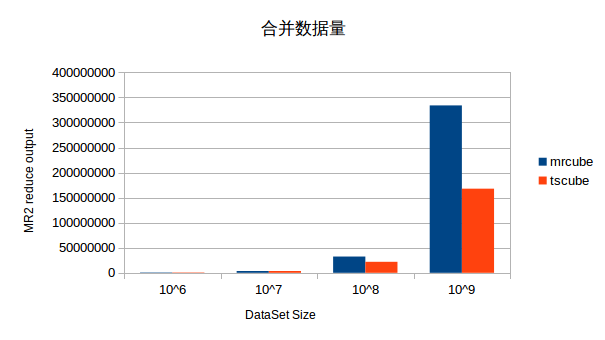 合并数据量
MR2 reduce output
400000000
350000000
300000000
250000000
200000000
150000000
100000000
50000000
0
10^6
10^7
10^8
10^9
DataSet Size
mrcube
tscube